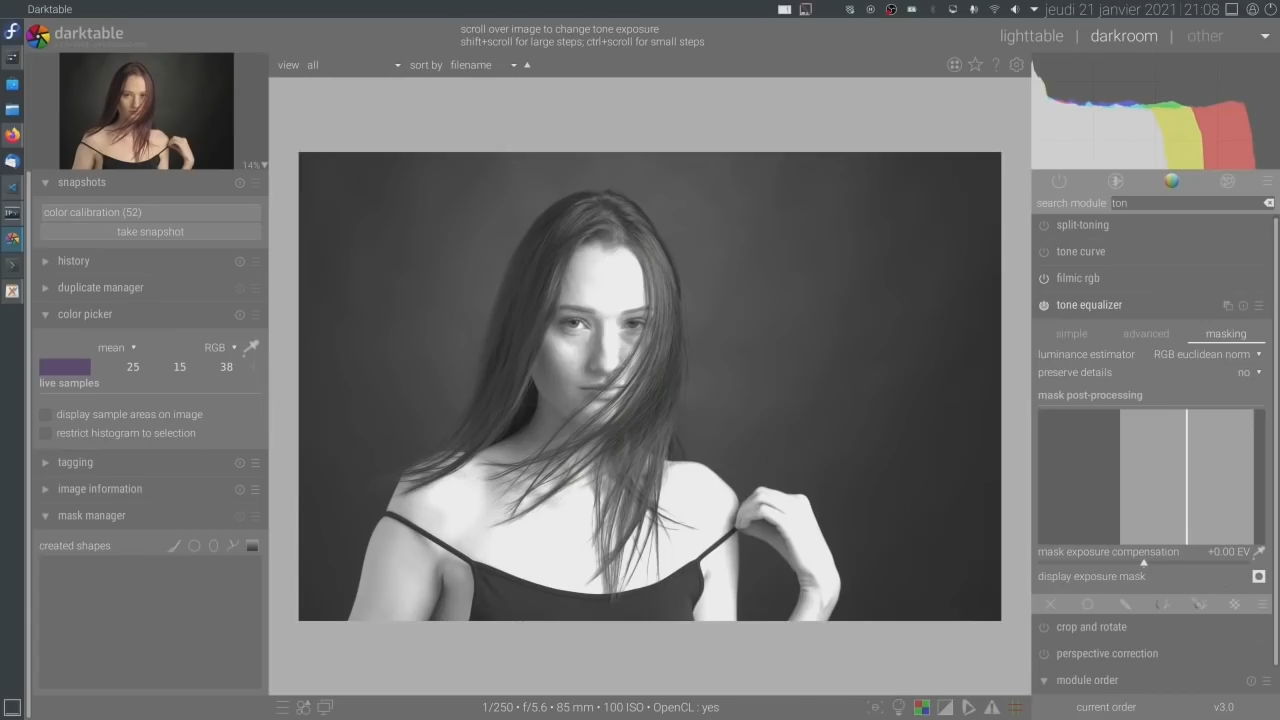 Darktable
jeudi 21 janvier 2021 | 21:08
darktable
scroll over image to change tone exposure
shift+scroll for large steps; ctrl+scroll for small steps
lighttable | darkroom | other
view all sort by filename
14%
snapshots
color calibration (52)
take snapshot
history
duplicate manager
color picker
mean RGB
25 15 38
live samples
display sample areas on image
restrict histogram to selection
tagging
image information
mask manager
created shapes
1/250 • f/5.6 • 85 mm • 100 ISO • OpenCL : yes
search module ton
split-toning
tone curve
filmic rgb
tone equalizer
simple advanced masking
luminance estimator RGB euclidean norm
preserve details no
mask post-processing
mask exposure compensation +0.00 EV
display exposure mask
crop and rotate
perspective correction
module order
current order v3.0